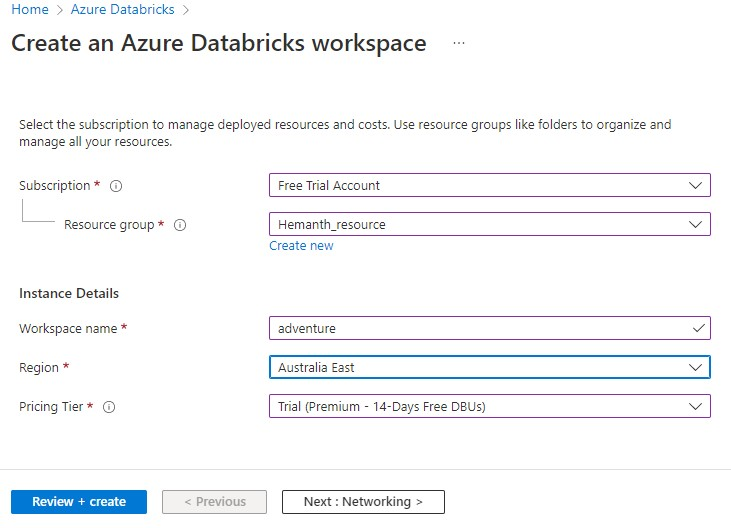 Home > Azure Databricks >
Create an Azure Databricks workspace ...
Select the subscription to manage deployed resources and costs. Use resource groups like folders to organize and
manage all your resources.
Subscription * Free Trial Account
Resource group * Hemanth_resource
Create new
Instance Details
Workspace name * adventure
Region * Australia East
Pricing Tier * Trial (Premium - 14-Days Free DBUs)
Review + create < Previous Next : Networking >